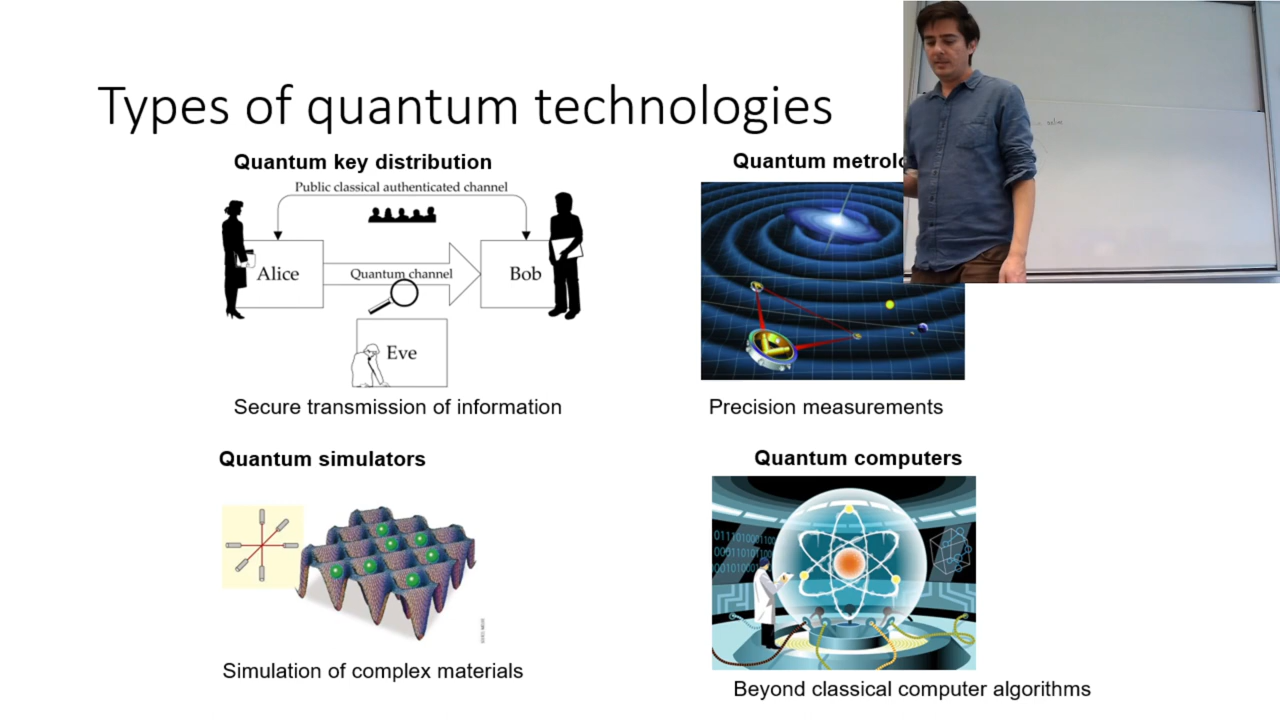 Types of quantum technologies
Quantum key distribution
Public classical authenticated channel
Alice
Quantum channel
Bob
Eve
Secure transmission of information
Quantum
Precision measurements
Quantum simulators
Simulation of complex materials
Quantum computers
Beyond classical computer algorithms